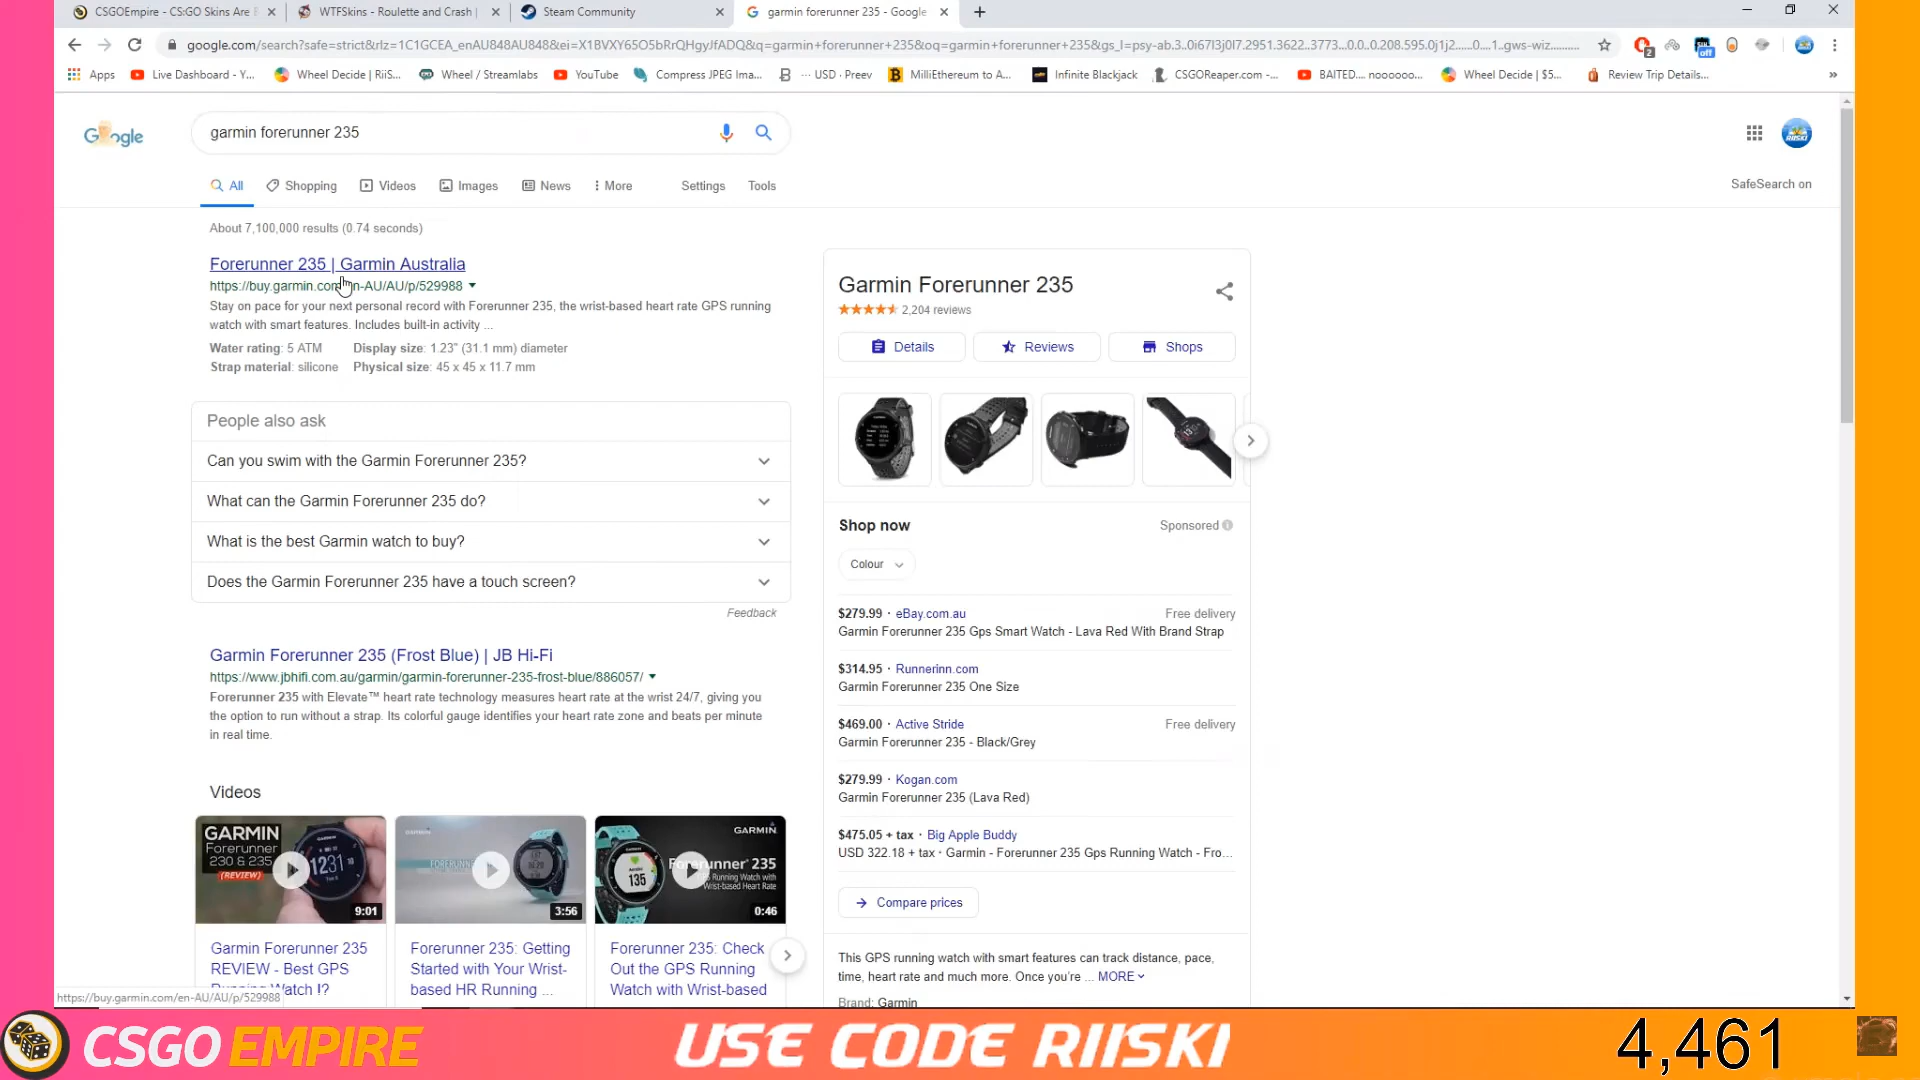 CSGOEmpire - CS:GO Skins Are F
WTFSkins - Roulette and Crash |
Steam Community
garmin forerunner 235 - Google
google.com/search?safe=strict&rlz=1C1GCEA_enAU848AU848&ei=X1BVXY65O5bRrQHgyJfADQ&q=garmin+forerunner+235&oq=garmin+forerunner+235&gs_l=psy-ab.3..0i67l3j0l7.2951.3622..3773...0.0..0.208.595.0j1j2......0....1..gws-wiz....
Apps
Live Dashboard - Y...
Wheel Decide | RiiS...
Wheel / Streamlabs
YouTube
Compress JPEG Ima...
... USD · Preev
MilliEthereum to A...
Infinite Blackjack
CSGOReaper.com -...
BAITED.... nooooooo...
Wheel Decide | $5...
Review Trip Details...
Google
garmin forerunner 235
RIISKI
All
Shopping
Videos
Images
News
More
Settings
Tools
SafeSearch on
About 7,100,000 results (0.74 seconds)
Forerunner 235 | Garmin Australia
https://buy.garmin.com n-AU/AU/p/529988
Stay on pace for your next personal record with Forerunner 235, the wrist-based heart rate GPS running
watch with smart features. Includes built-in activity ...
Water rating: 5 ATM Display size: 1.23" (31.1 mm) diameter
Strap material: silicone Physical size: 45 x 45 x 11.7 mm
People also ask
Can you swim with the Garmin Forerunner 235?
What can the Garmin Forerunner 235 do?
What is the best Garmin watch to buy?
Does the Garmin Forerunner 235 have a touch screen?
Feedback
Garmin Forerunner 235 (Frost Blue) | JB Hi-Fi
https://www.jbhifi.com.au/garmin/garmin-forerunner-235-frost-blue/886057/
Forerunner 235 with Elevate™ heart rate technology measures heart rate at the wrist 24/7, giving you
the option to run without a strap. Its colorful gauge identifies your heart rate zone and beats per minute
in real time.
Videos
GARMIN
Forerunner
230 & 235
(REVIEW)
1231
9:01
3:56
GARMIN
Forerunner 235
GPS Running Watch with
Wrist-based Heart Rate
135
0:46
Garmin Forerunner 235
REVIEW - Best GPS
Running Watch !?
Forerunner 235: Getting
Started with Your Wrist-
based HR Running ...
Forerunner 235: Check
Out the GPS Running
Watch with Wrist-based
https://buy.garmin.com/en-AU/AU/p/529988
Garmin Forerunner 235
2,204 reviews
Details
Reviews
Shops
Shop now
Sponsored
Colour
$279.99 · eBay.com.au Free delivery
Garmin Forerunner 235 Gps Smart Watch - Lava Red With Brand Strap
$314.95 · Runnerinn.com
Garmin Forerunner 235 One Size
$469.00 · Active Stride Free delivery
Garmin Forerunner 235 - Black/Grey
$279.99 · Kogan.com
Garmin Forerunner 235 (Lava Red)
$475.05 + tax · Big Apple Buddy
USD 322.18 + tax · Garmin - Forerunner 235 Gps Running Watch - Fro...
Compare prices
This GPS running watch with smart features can track distance, pace,
time, heart rate and much more. Once you're ... MORE
Brand: Garmin
CSGOEMPIRE
USE CODE RIISKI
4,461